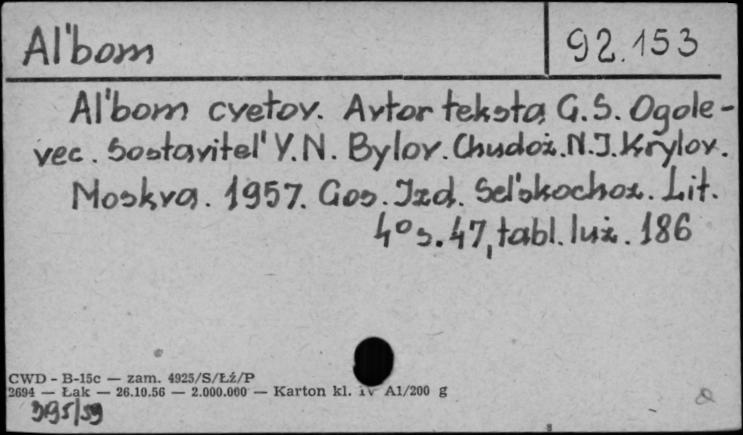 Al'bom
92.153
Al'bom cvetov. Avtor teksta G.S. Ogole-
vec. Sostavitel' V.N. Bylov. Chudož. N.I. Krylov.
Moskva. 1957. Gos. Izd. Sel'skochoz. Lit.
4° s. 47, tabl. luź. 186
CWD - B-15c — zam. 4925/S/Łź/P
2694 — Łak — 26.10.56 — 2.000.000 — Karton kl. IV A1/200 g
395/59